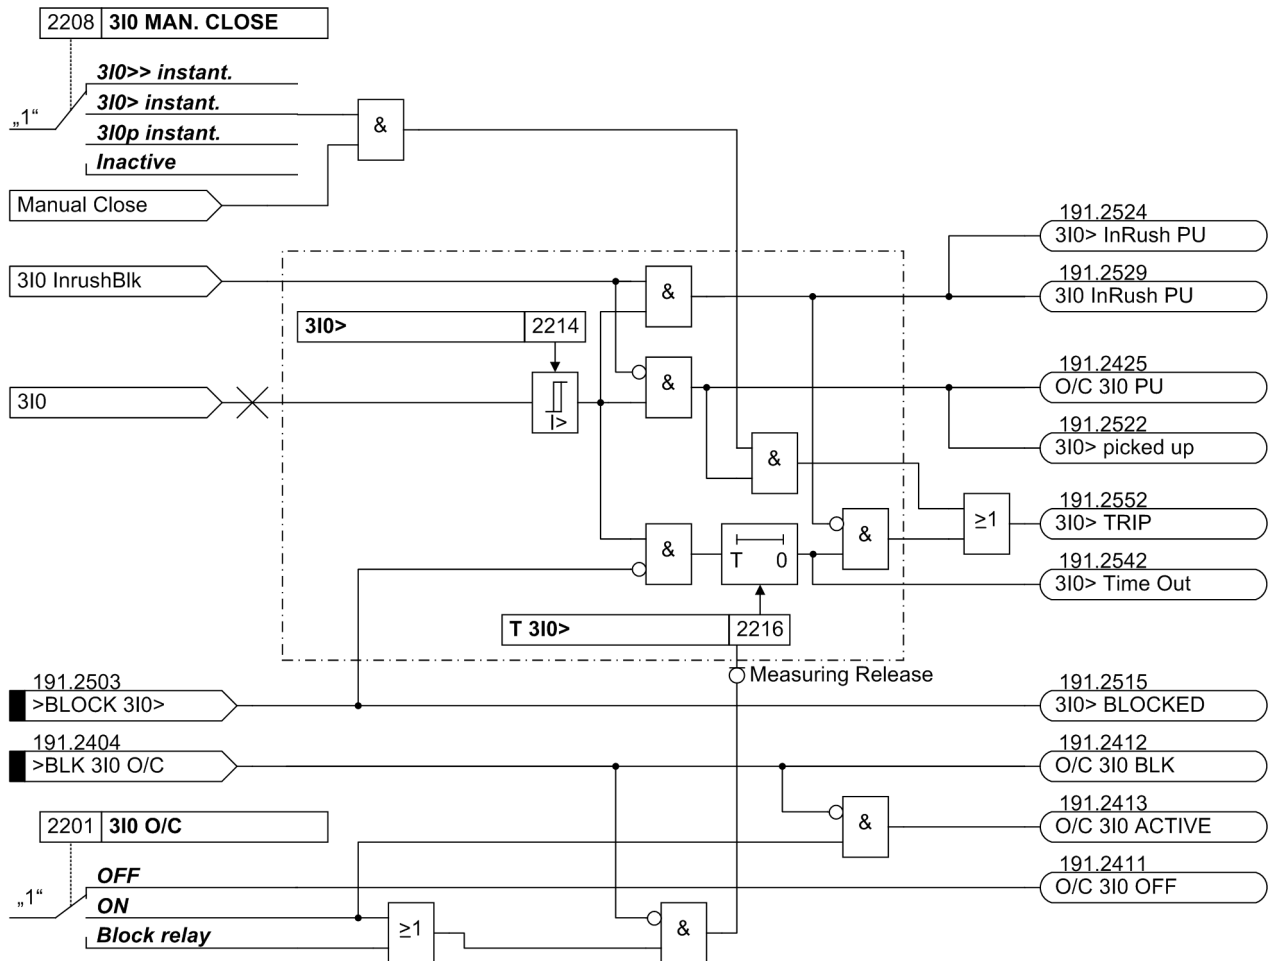 2208 3I0 MAN. CLOSE
3I0>> instant.
3I0> instant.
„1“
3I0p instant.
Inactive
&
Manual Close
191.2524
3I0> InRush PU
3I0 InrushBlk
&
191.2529
3I0 InRush PU
3I0> 2214
I>
3I0
&
191.2425
O/C 3I0 PU
191.2522
3I0> picked up
&
191.2552
3I0> TRIP
≥1
&
&
T 0
191.2542
3I0> Time Out
T 3I0> 2216
Measuring Release
191.2503
>BLOCK 3I0>
191.2515
3I0> BLOCKED
191.2404
>BLK 3I0 O/C
191.2412
O/C 3I0 BLK
2201 3I0 O/C
&
191.2413
O/C 3I0 ACTIVE
OFF
191.2411
O/C 3I0 OFF
„1“
ON
Block relay
≥1
&